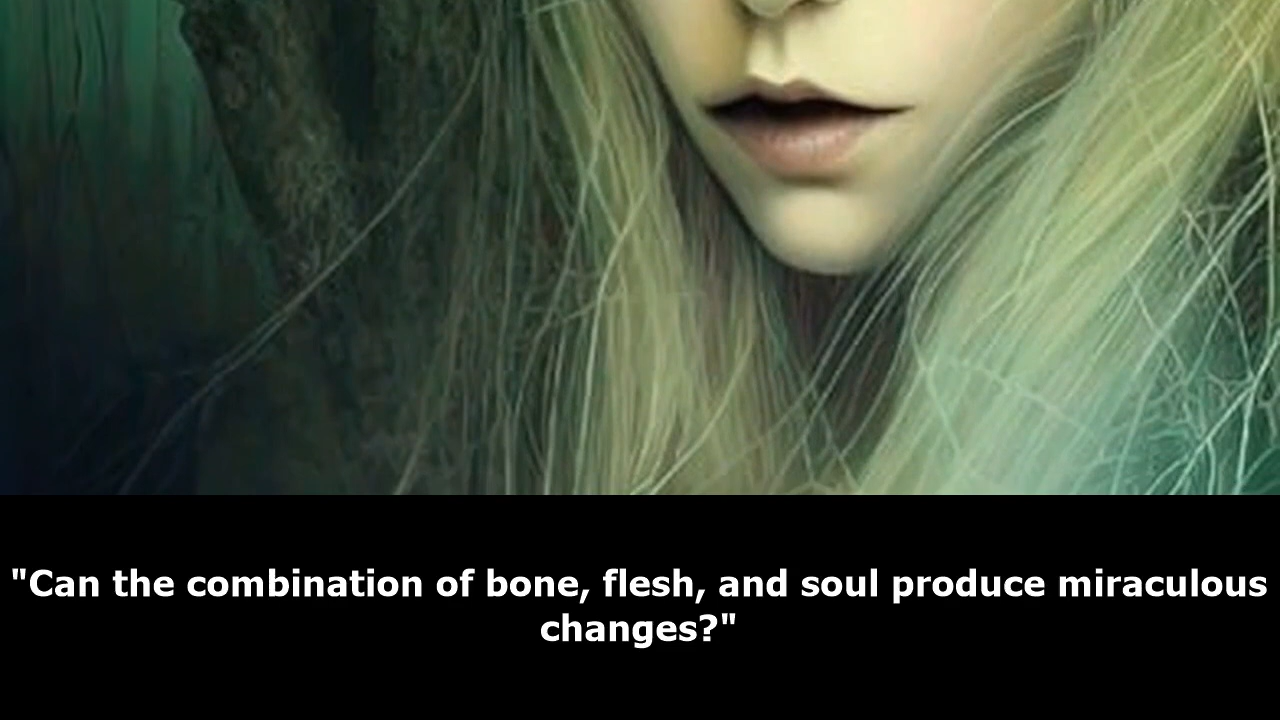 "Can the combination of bone, flesh, and soul produce miraculous
changes?"